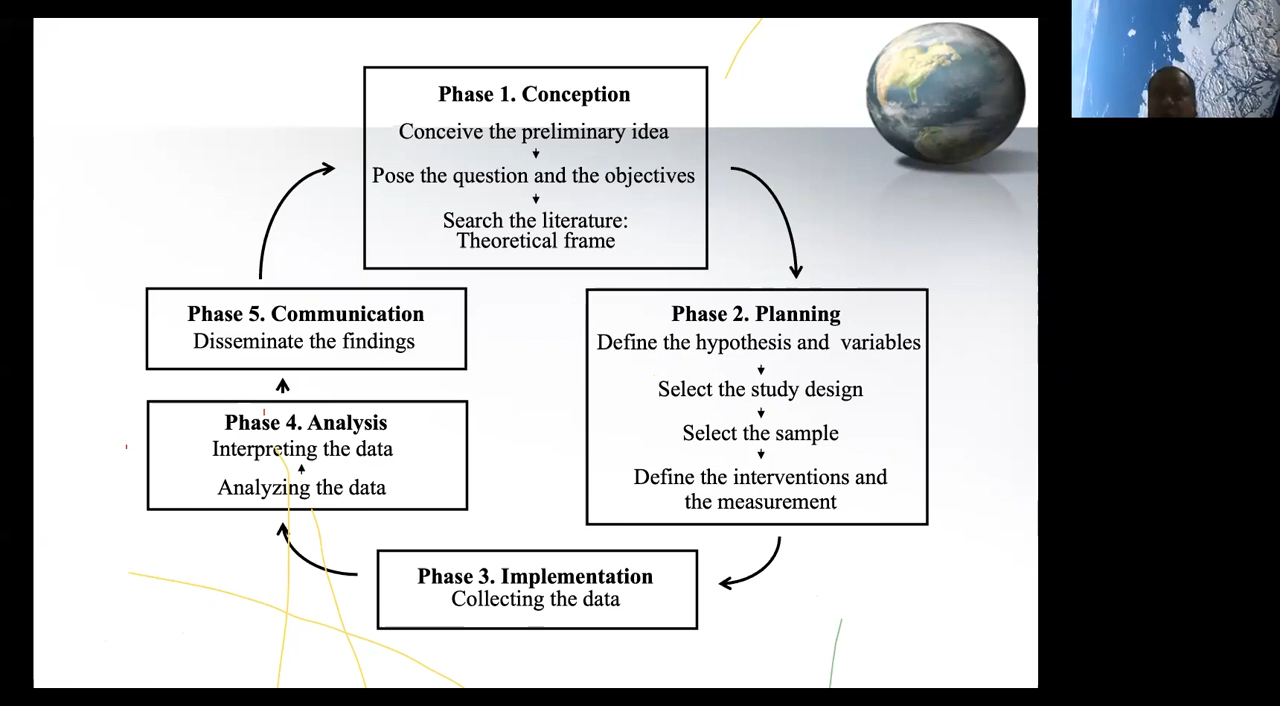 Phase 1. Conception
Conceive the preliminary idea
Pose the question and the objectives
Search the literature:
Theoretical frame
Phase 2. Planning
Define the hypothesis and variables
Select the study design
Select the sample
Define the interventions and
the measurement
Phase 3. Implementation
Collecting the data
Phase 4. Analysis
Interpreting the data
Analyzing the data
Phase 5. Communication
Disseminate the findings